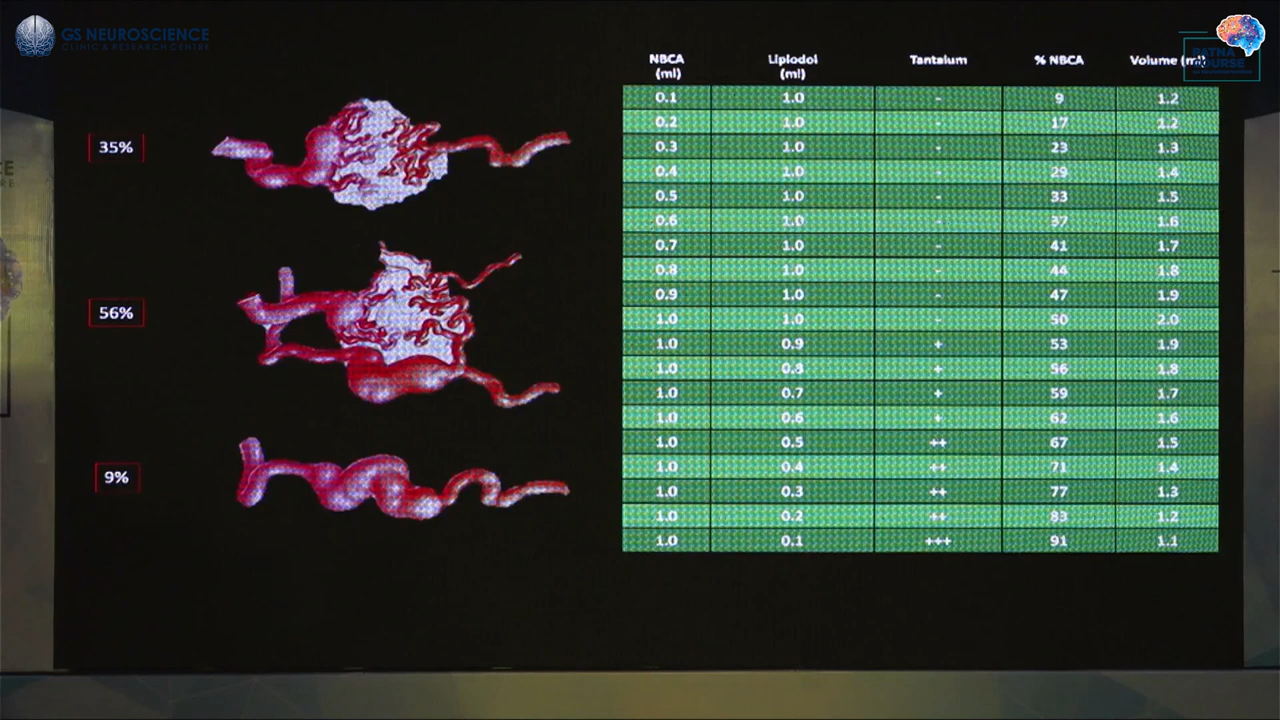 GS NEUROSCIENCE
CLINIC & RESEARCH CENTRE
PATNA
COURSE
NBCA (ml) Lipiodol (ml) Tantalum % NBCA Volume (ml)
0.1 1.0 - 9 1.2
0.2 1.0 - 17 1.2
0.3 1.0 - 23 1.3
0.4 1.0 - 29 1.4
0.5 1.0 - 33 1.5
0.6 1.0 - 37 1.6
0.7 1.0 - 41 1.7
0.8 1.0 - 44 1.8
0.9 1.0 - 47 1.9
1.0 1.0 - 50 2.0
1.0 0.9 + 53 1.9
1.0 0.8 + 56 1.8
1.0 0.7 + 59 1.7
1.0 0.6 + 62 1.6
1.0 0.5 ++ 67 1.5
1.0 0.4 ++ 71 1.4
1.0 0.3 ++ 77 1.3
1.0 0.2 ++ 83 1.2
1.0 0.1 +++ 91 1.1
35%
56%
9%